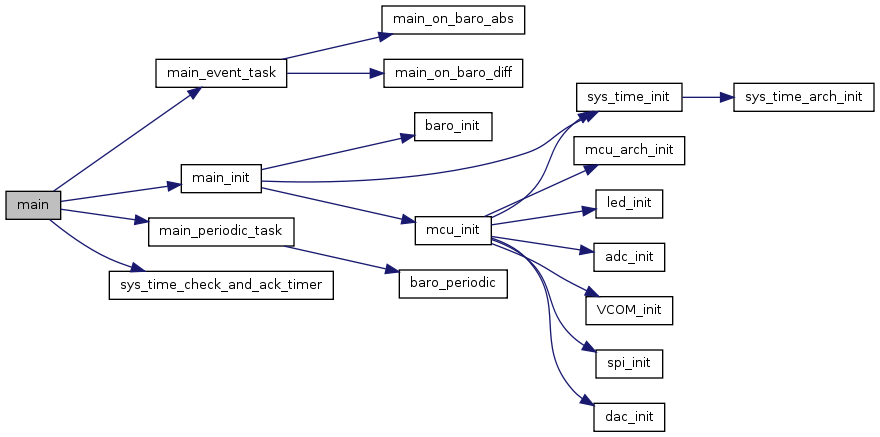 main
main_event_task
main_on_baro_abs
main_on_baro_diff
main_init
baro_init
mcu_init
sys_time_init
sys_time_arch_init
mcu_arch_init
led_init
adc_init
VCOM_init
spi_init
dac_init
main_periodic_task
baro_periodic
sys_time_check_and_ack_timer